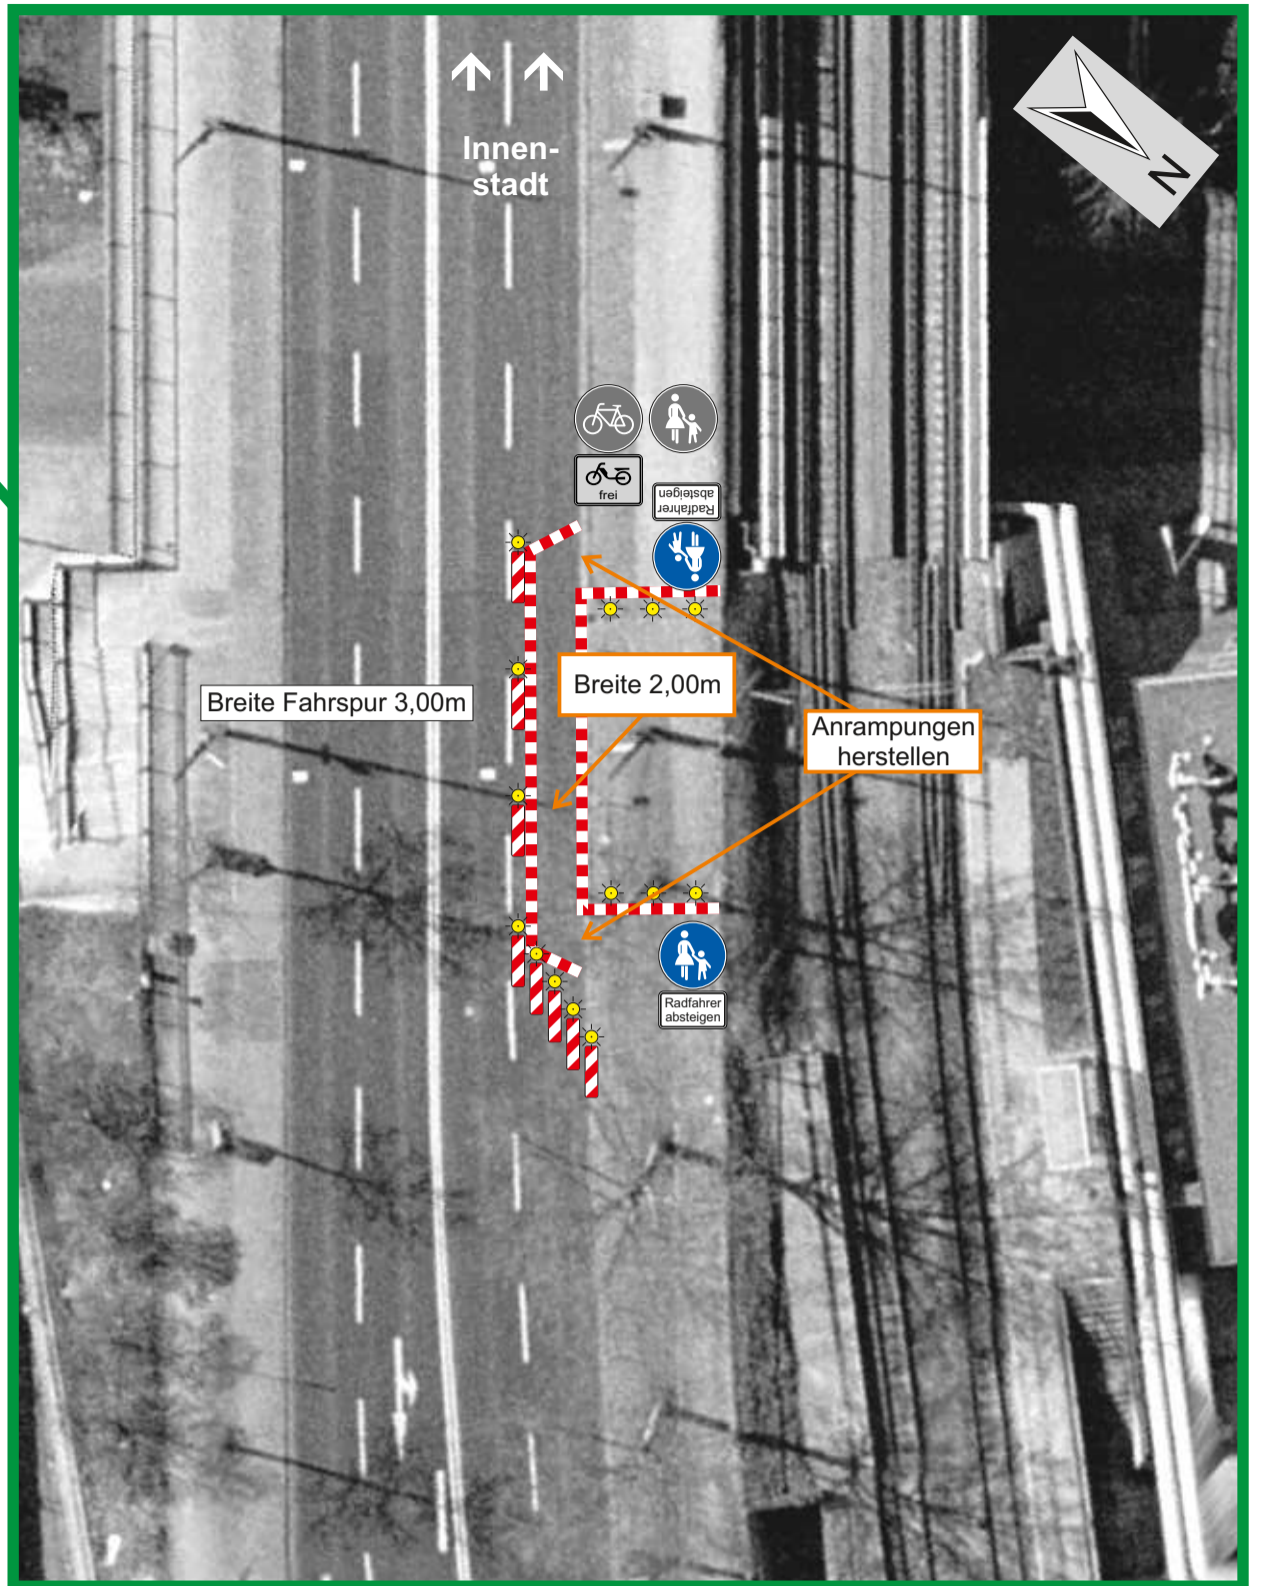 Innen-
stadt
N
frei
Radfahrer
absteigen
Breite 2,00m
Breite Fahrspur 3,00m
Anrampungen
herstellen
Radfahrer
absteigen